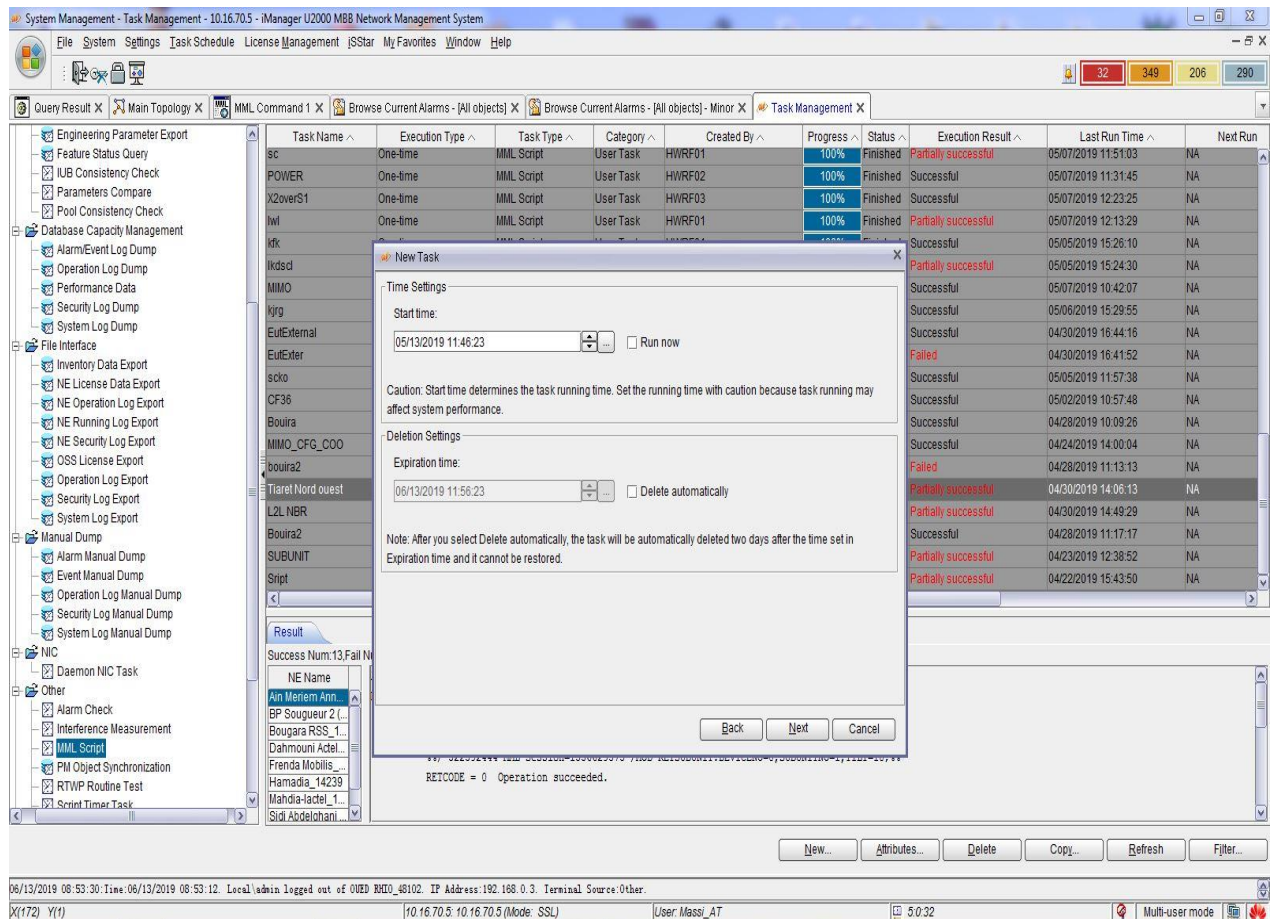 System Management - Task Management - 10.16.70.5 - iManager U2000 MBB Network Management System
File System Settings Task Schedule License Management iSStar My Favorites Window Help
32 349 206 290
Query Result X Main Topology X MML Command 1 X Browse Current Alarms - [All objects] X Browse Current Alarms - [All objects] - Minor X Task Management X
Engineering Parameter Export
Feature Status Query
IUB Consistency Check
Parameters Compare
Pool Consistency Check
Database Capacity Management
Alarm/Event Log Dump
Operation Log Dump
Performance Data
Security Log Dump
System Log Dump
File Interface
Inventory Data Export
NE License Data Export
NE Operation Log Export
NE Running Log Export
NE Security Log Export
OSS License Export
Operation Log Export
Security Log Export
System Log Export
Manual Dump
Alarm Manual Dump
Event Manual Dump
Operation Log Manual Dump
Security Log Manual Dump
System Log Manual Dump
NIC
Daemon NIC Task
Other
Alarm Check
Interference Measurement
MML Script
PM Object Synchronization
RTWP Routine Test
Script Timer Task
Task Name Execution Type Task Type Category Created By Progress Status Execution Result Last Run Time Next Run
sc One-time MML Script User Task HWRF01 100% Finished Partially successful 05/07/2019 11:51:03 NA
POWER One-time MML Script User Task HWRF02 100% Finished Successful 05/07/2019 11:31:45 NA
X2overS1 One-time MML Script User Task HWRF03 100% Finished Successful 05/07/2019 12:23:25 NA
lwl One-time MML Script User Task HWRF01 100% Finished Partially successful 05/07/2019 12:13:29 NA
kfk Successful 05/05/2019 15:26:10 NA
lkdscl Partially successful 05/05/2019 15:24:30 NA
MIMO Successful 05/07/2019 10:42:07 NA
kjrg Successful 05/06/2019 15:29:55 NA
EutExternal Successful 04/30/2019 16:44:16 NA
EutExter Failed 04/30/2019 16:41:52 NA
scko Successful 05/05/2019 11:57:38 NA
CF36 Successful 05/02/2019 10:57:48 NA
Bouira Successful 04/28/2019 10:09:26 NA
MIMO_CFG_COO Successful 04/24/2019 14:00:04 NA
bouira2 Failed 04/28/2019 11:13:13 NA
Tiaret Nord ouest Partially successful 04/30/2019 14:06:13 NA
L2L NBR Partially successful 04/30/2019 14:49:29 NA
Bouira2 Successful 04/28/2019 11:17:17 NA
SUBUNIT Partially successful 04/23/2019 12:38:52 NA
Sript Partially successful 04/22/2019 15:43:50 NA
New Task X
Time Settings
Start time:
05/13/2019 11:46:23 ... Run now
Caution: Start time determines the task running time. Set the running time with caution because task running may
affect system performance.
Deletion Settings
Expiration time:
06/13/2019 11:56:23 ... Delete automatically
Note: After you select Delete automatically, the task will be automatically deleted two days after the time set in
Expiration time and it cannot be restored.
Back Next Cancel
Result
Success Num:13,Fail
NE Name
Ain Meriem Ann...
BP Sougueur 2 (...
Bougara RSS_1...
Dahmouni Actel...
Frenda Mobilis_...
Hamadia_14239
Mahdia-lactel_1...
Sidi Abdelghani ...
RETCODE = 0 Operation succeeded.
New... Attributes... Delete Copy... Refresh Filter...
06/13/2019 08:53:30:Time:06/13/2019 08:53:12. Local\admin logged out of OUED RHIO_48102. IP Address:192.168.0.3. Terminal Source:Other.
X(172) Y(1) 10.16.70.5: 10.16.70.5 (Mode: SSL) User: Massi_AT 5:0:32 Multi-user mode